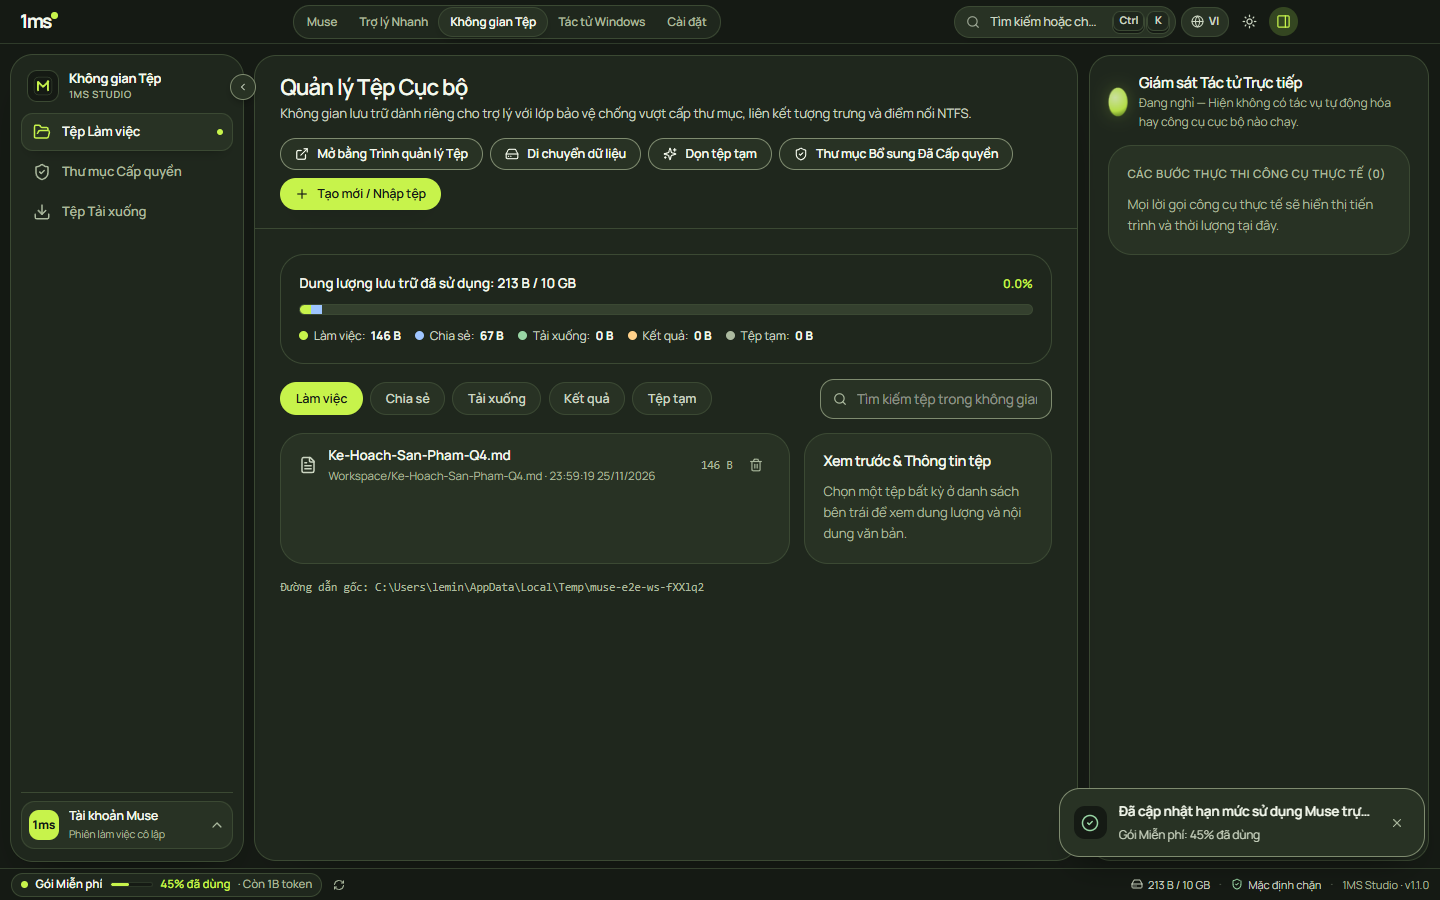 1ms
Muse
Trợ lý Nhanh
Không gian Tệp
Tác tử Windows
Cài đặt
Tìm kiếm hoặc ch...
Ctrl
K
VI
Không gian Tệp
1MS STUDIO
Tệp Làm việc
Thư mục Cấp quyền
Tệp Tải xuống
Quản lý Tệp Cục bộ
Không gian lưu trữ dành riêng cho trợ lý với lớp bảo vệ chống vượt cấp thư mục, liên kết tượng trưng và điểm nối NTFS.
Mở bằng Trình quản lý Tệp
Di chuyển dữ liệu
Dọn tệp tạm
Thư mục Bổ sung Đã Cấp quyền
Tạo mới / Nhập tệp
Dung lượng lưu trữ đã sử dụng: 213 B / 10 GB
0.0%
Làm việc: 146 B
Chia sẻ: 67 B
Tải xuống: 0 B
Kết quả: 0 B
Tệp tạm: 0 B
Làm việc
Chia sẻ
Tải xuống
Kết quả
Tệp tạm
Tìm kiếm tệp trong không gian
Ke-Hoach-San-Pham-Q4.md
Workspace/Ke-Hoach-San-Pham-Q4.md · 23:59:19 25/11/2026
146 B
Xem trước & Thông tin tệp
Chọn một tệp bất kỳ ở danh sách
bên trái để xem dung lượng và nội
dung văn bản.
Đường dẫn gốc: C:\Users\lemin\AppData\Local\Temp\muse-e2e-ws-fXXlq2
Giám sát Tác tử Trực tiếp
Đang nghỉ — Hiện không có tác vụ tự động hóa
hay công cụ cục bộ nào chạy.
CÁC BƯỚC THỰC THI CÔNG CỤ THỰC TẾ (0)
Mọi lời gọi công cụ thực tế sẽ hiển thị tiến
trình và thời lượng tại đây.
1ms
Tài khoản Muse
Phiên làm việc cô lập
Đã cập nhật hạn mức sử dụng Muse trự...
Gói Miễn phí: 45% đã dùng
Gói Miễn phí
45% đã dùng
· Còn 1B token
213 B / 10 GB
·
Mặc định chặn
·
1MS Studio · v1.1.0